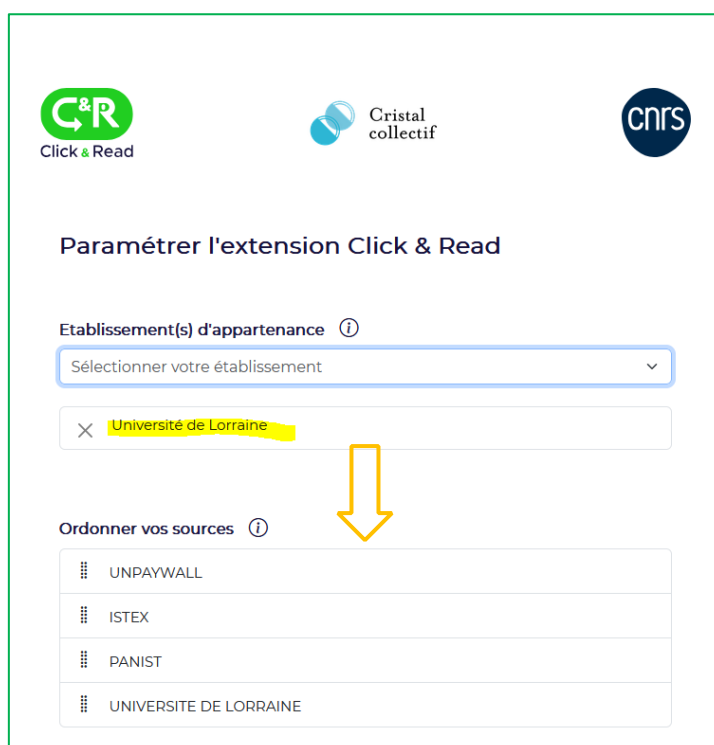 C&R
Click & Read
Cristal
collectif
cnrs
Paramétrer l'extension Click & Read
Etablissement(s) d'appartenance i
Sélectionner votre établissement
Université de Lorraine
Ordonner vos sources i
UNPAYWALL
ISTEX
PANIST
UNIVERSITE DE LORRAINE